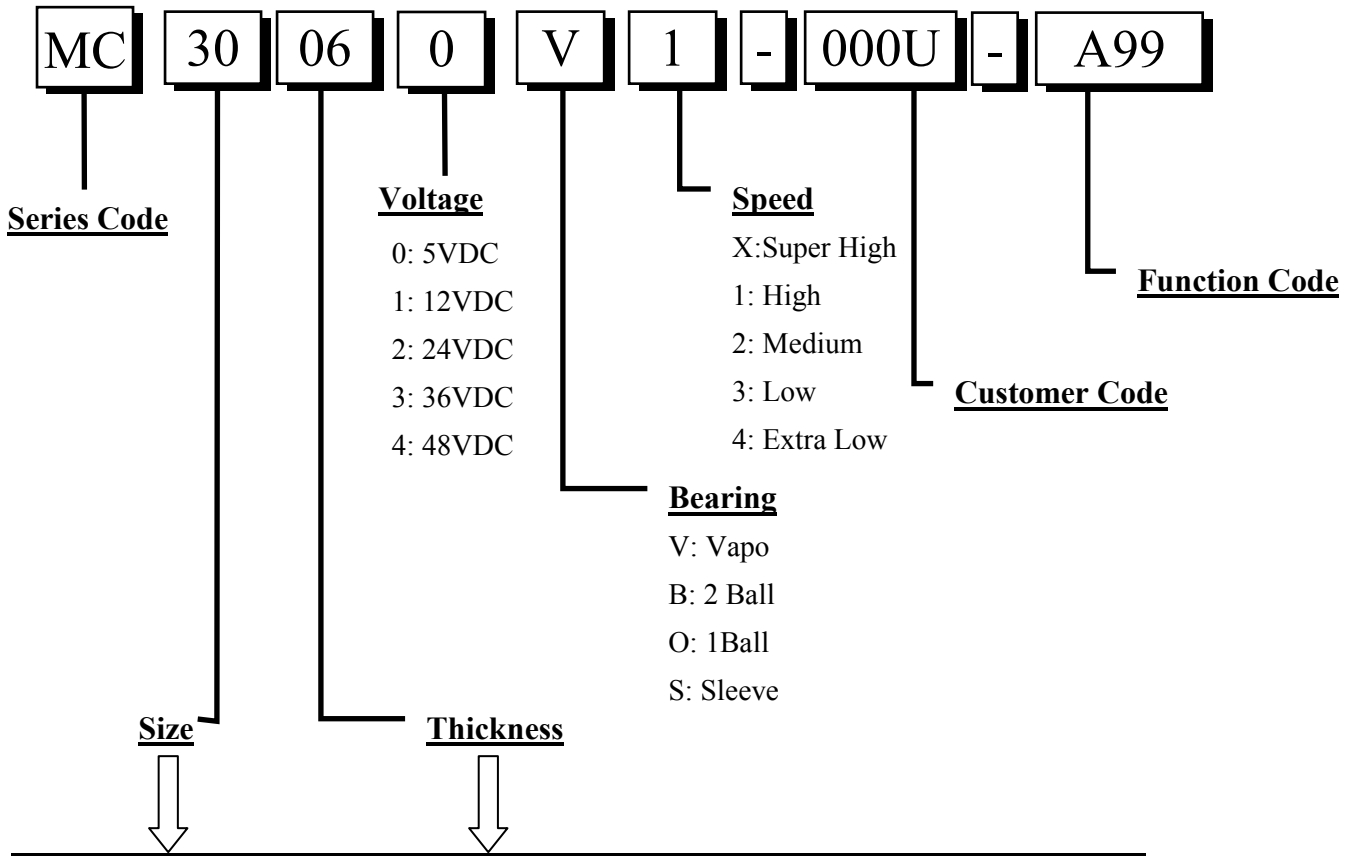 MC 30 06 0 V 1 - 000U - A99
Series Code
Voltage
0: 5VDC
1: 12VDC
2: 24VDC
3: 36VDC
4: 48VDC
Speed
X:Super High
1: High
2: Medium
3: Low
4: Extra Low
Function Code
Customer Code
Bearing
V: Vapo
B: 2 Ball
O: 1Ball
S: Sleeve
Size
Thickness